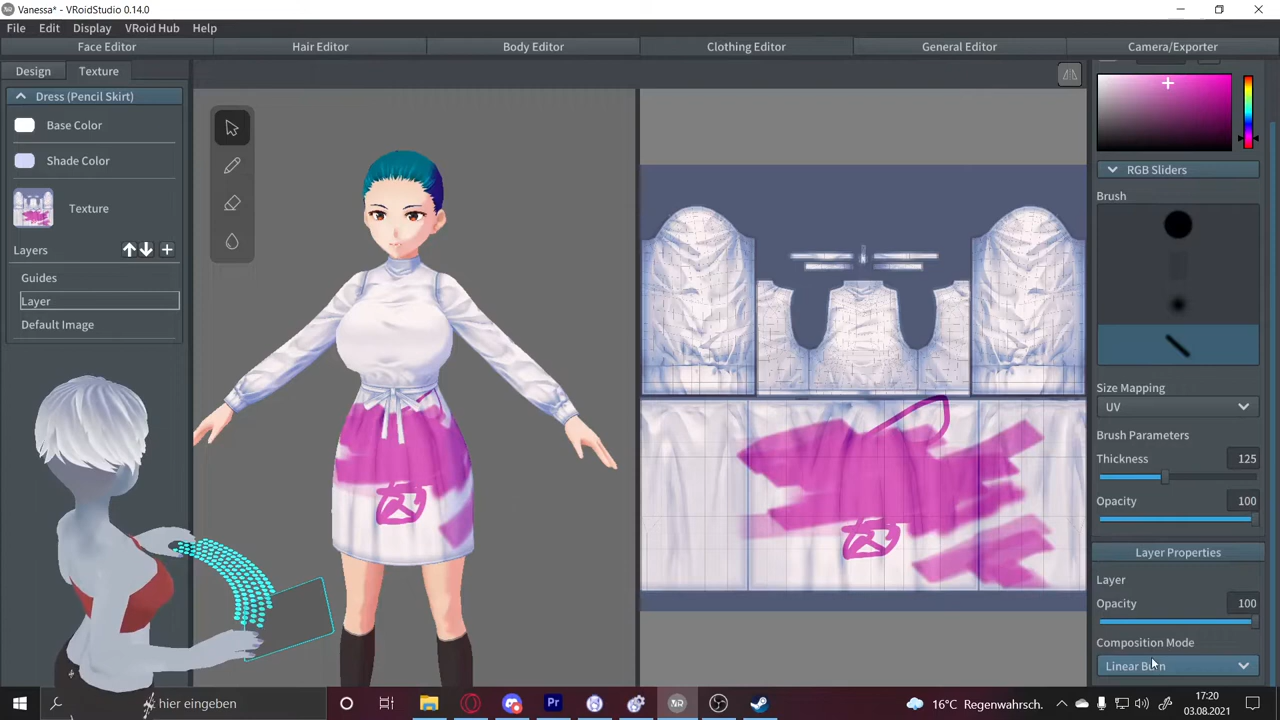 Vanessa* - VRoidStudio 0.14.0
File Edit Display VRoid Hub Help
Face Editor Hair Editor Body Editor Clothing Editor General Editor Camera/Exporter
Design Texture
Dress (Pencil Skirt)
Base Color
Shade Color
Texture
Layers
Guides
Layer
Default Image
RGB Sliders
Brush
Size Mapping
UV
Brush Parameters
Thickness 125
Opacity 100
Layer Properties
Layer
Opacity 100
Composition Mode
Linear Burn
hier eingeben
Pr
16°C Regenwahrsch.
17:20
03.08.2021